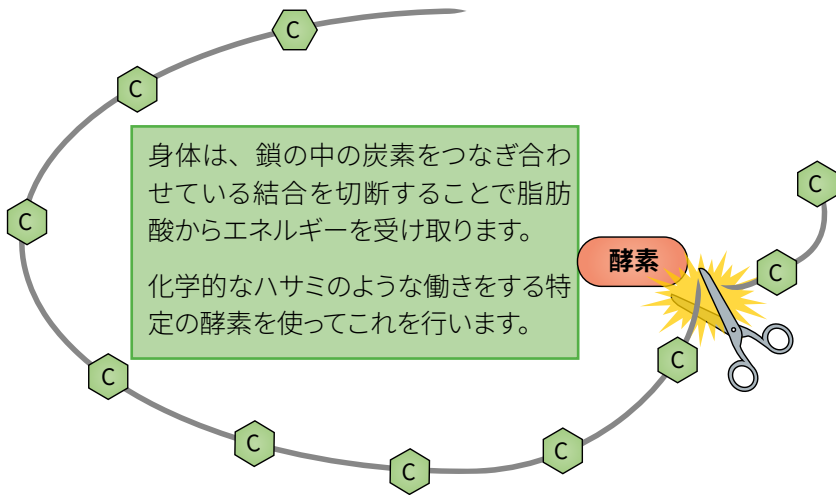 C
C
C
身体は、鎖の中の炭素をつなぎ合わ
せている結合を切断することで脂肪
酸からエネルギーを受け取ります。
化学的なハサミのような働きをする特
定の酵素を使ってこれを行います。
酵素
C
C
C
C
C
C
C